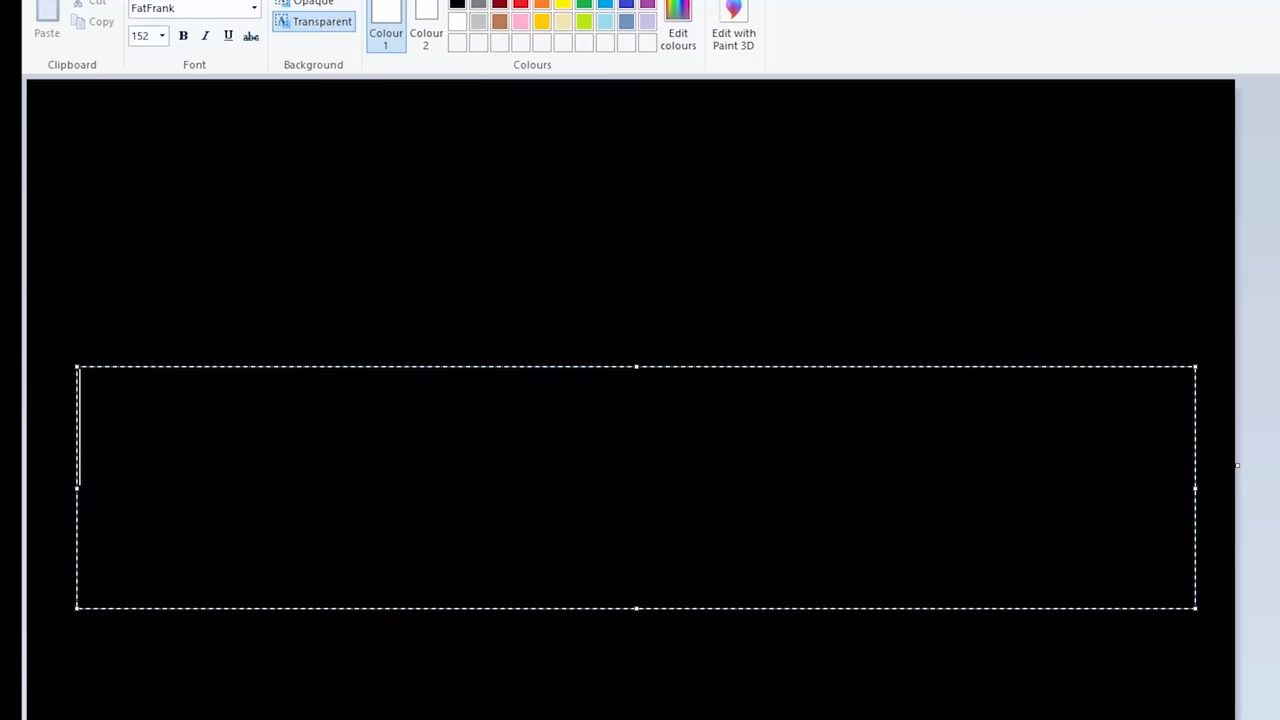 Cut
Opaque
FatFrank
Paste
Copy
Transparent
152
B I U abc
Colour 1
Colour 2
Edit colours
Edit with Paint 3D
Clipboard
Font
Background
Colours